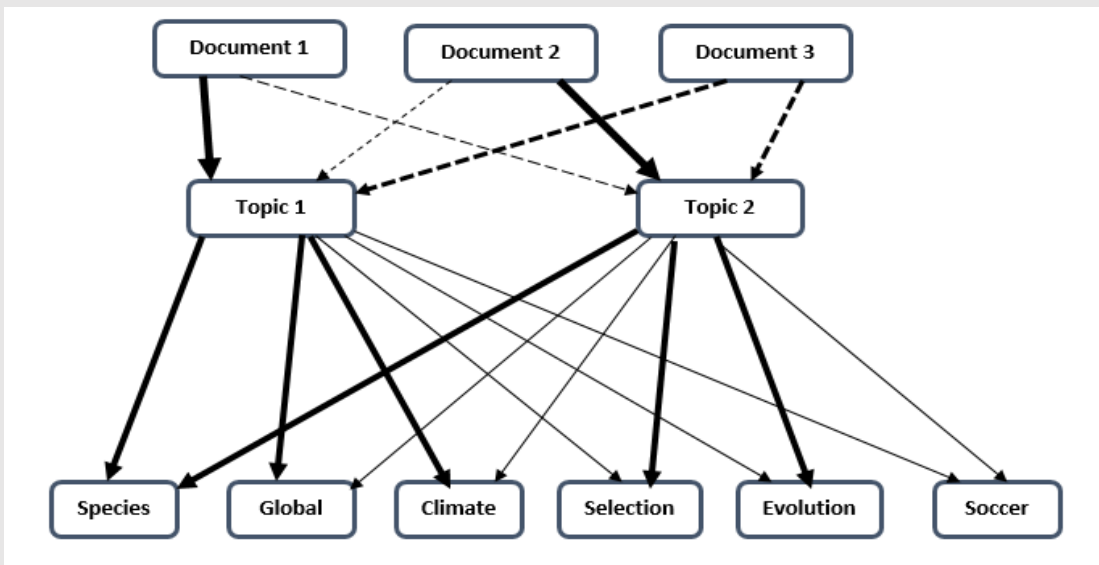 Document 1
Document 2
Document 3
Topic 1
Topic 2
Species
Global
Climate
Selection
Evolution
Soccer